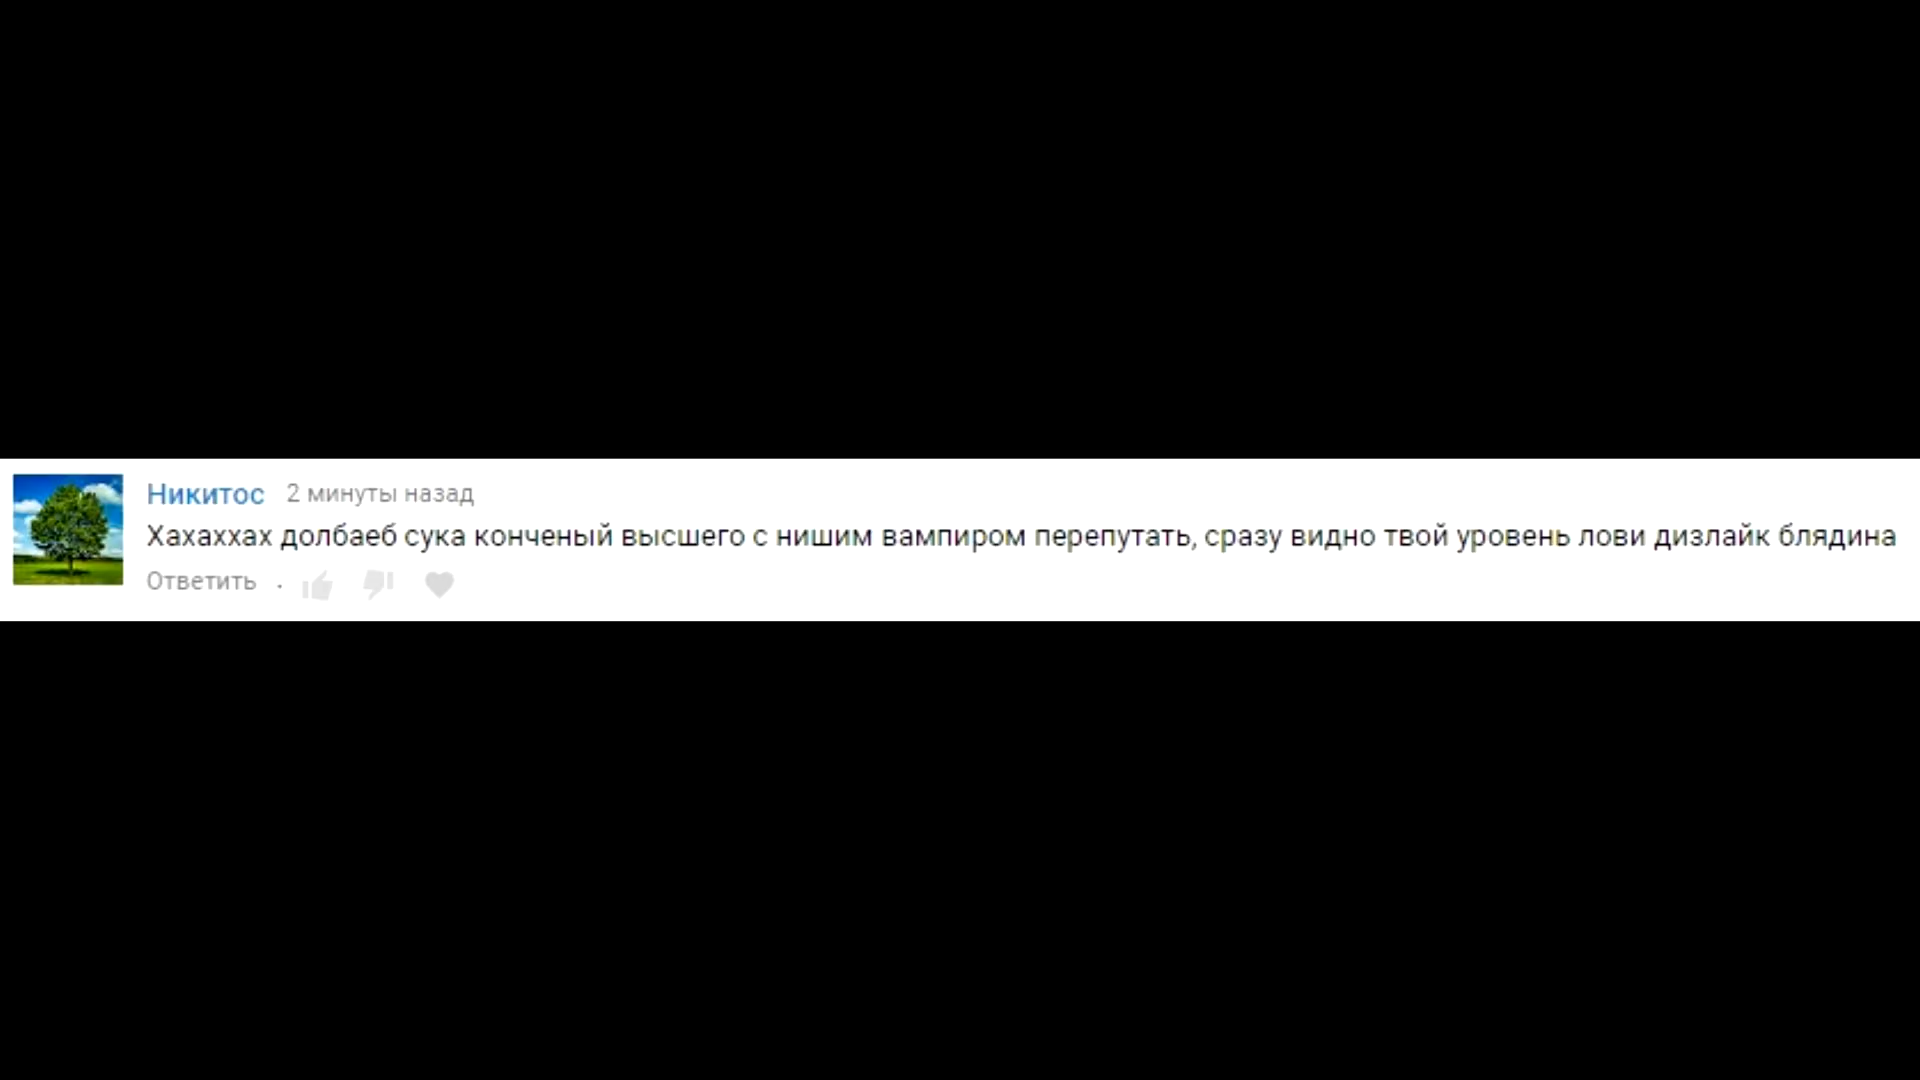 Никитос 2 минуты назад
Хахаххах долбаеб сука конченый высшего с нишим вампиром перепутать, сразу видно твой уровень лови дизлайк блядина
Ответить .